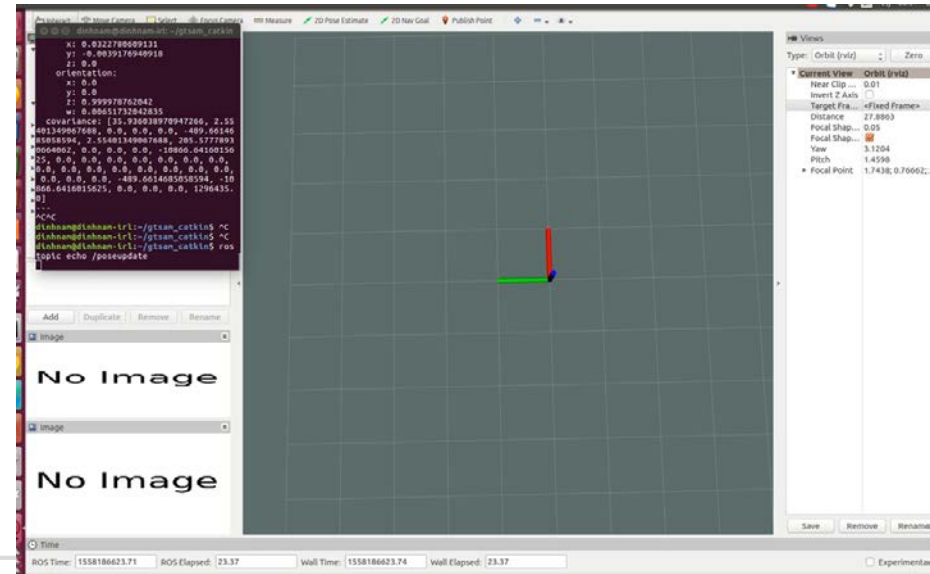 Interact Move Camera Select Focus Camera Measure 2D Pose Estimate 2D Nav Goal Publish Point
dinhnam@dinhnam-irl: ~/gtsam_catkin
x: 0.0322780609131
y: -0.0039176940918
z: 0.0
orientation:
x: 0.0
y: 0.0
z: 0.999978762042
w: 0.00651732042835
covariance: [35.936038970947266, 2.55
401349067688, 0.0, 0.0, 0.0, -489.66146
85058594, 2.55401349067688, 205.5777893
0664062, 0.0, 0.0, 0.0, -10866.64160156
25, 0.0, 0.0, 0.0, 0.0, 0.0, 0.0, 0.0,
0.0, 0.0, 0.0, 0.0, 0.0, 0.0, 0.0, 0.0,
0.0, 0.0, 0.0, -489.6614685058594, -10
866.6416015625, 0.0, 0.0, 0.0, 1296435.
0]
---
^C^C
dinhnam@dinhnam-irl:~/gtsam_catkin$ ^C
dinhnam@dinhnam-irl:~/gtsam_catkin$ ^C
dinhnam@dinhnam-irl:~/gtsam_catkin$ ros
topic echo /poseupdate
Add Duplicate Remove Rename
Image
No Image
Image
No Image
Views
Type: Orbit (rviz) Zero
Current View Orbit (rviz)
Near Clip ... 0.01
Invert Z Axis
Target Fra... <Fixed Frame>
Distance 27.8863
Focal Shap... 0.05
Focal Shap...
Yaw 3.1204
Pitch 1.4598
Focal Point 1.7438; 0.76662;
Save Remove Rename
Time
ROS Time: 1558186623.71 ROS Elapsed: 23.37 Wall Time: 1558186623.74 Wall Elapsed: 23.37 Experimental